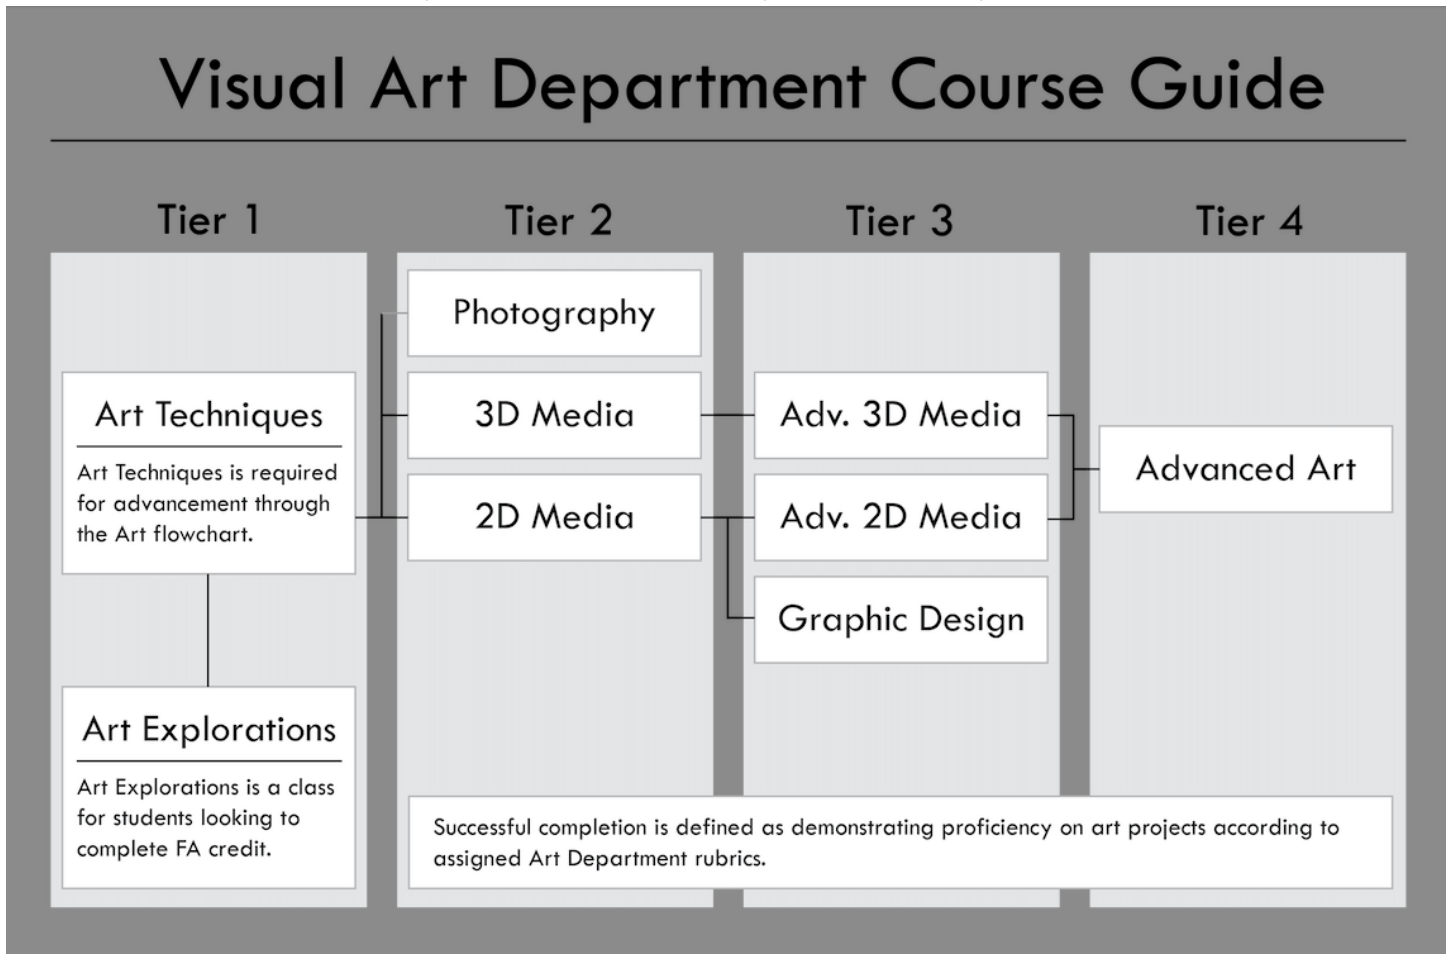 Visual Art Department Course Guide
Tier 1
Tier 2
Tier 3
Tier 4
Art Techniques
Art Techniques is required
for advancement through
the Art flowchart.
Art Explorations
Art Explorations is a class
for students looking to
complete FA credit.
Photography
3D Media
2D Media
Adv. 3D Media
Adv. 2D Media
Graphic Design
Advanced Art
Successful completion is defined as demonstrating proficiency on art projects according to
assigned Art Department rubrics.